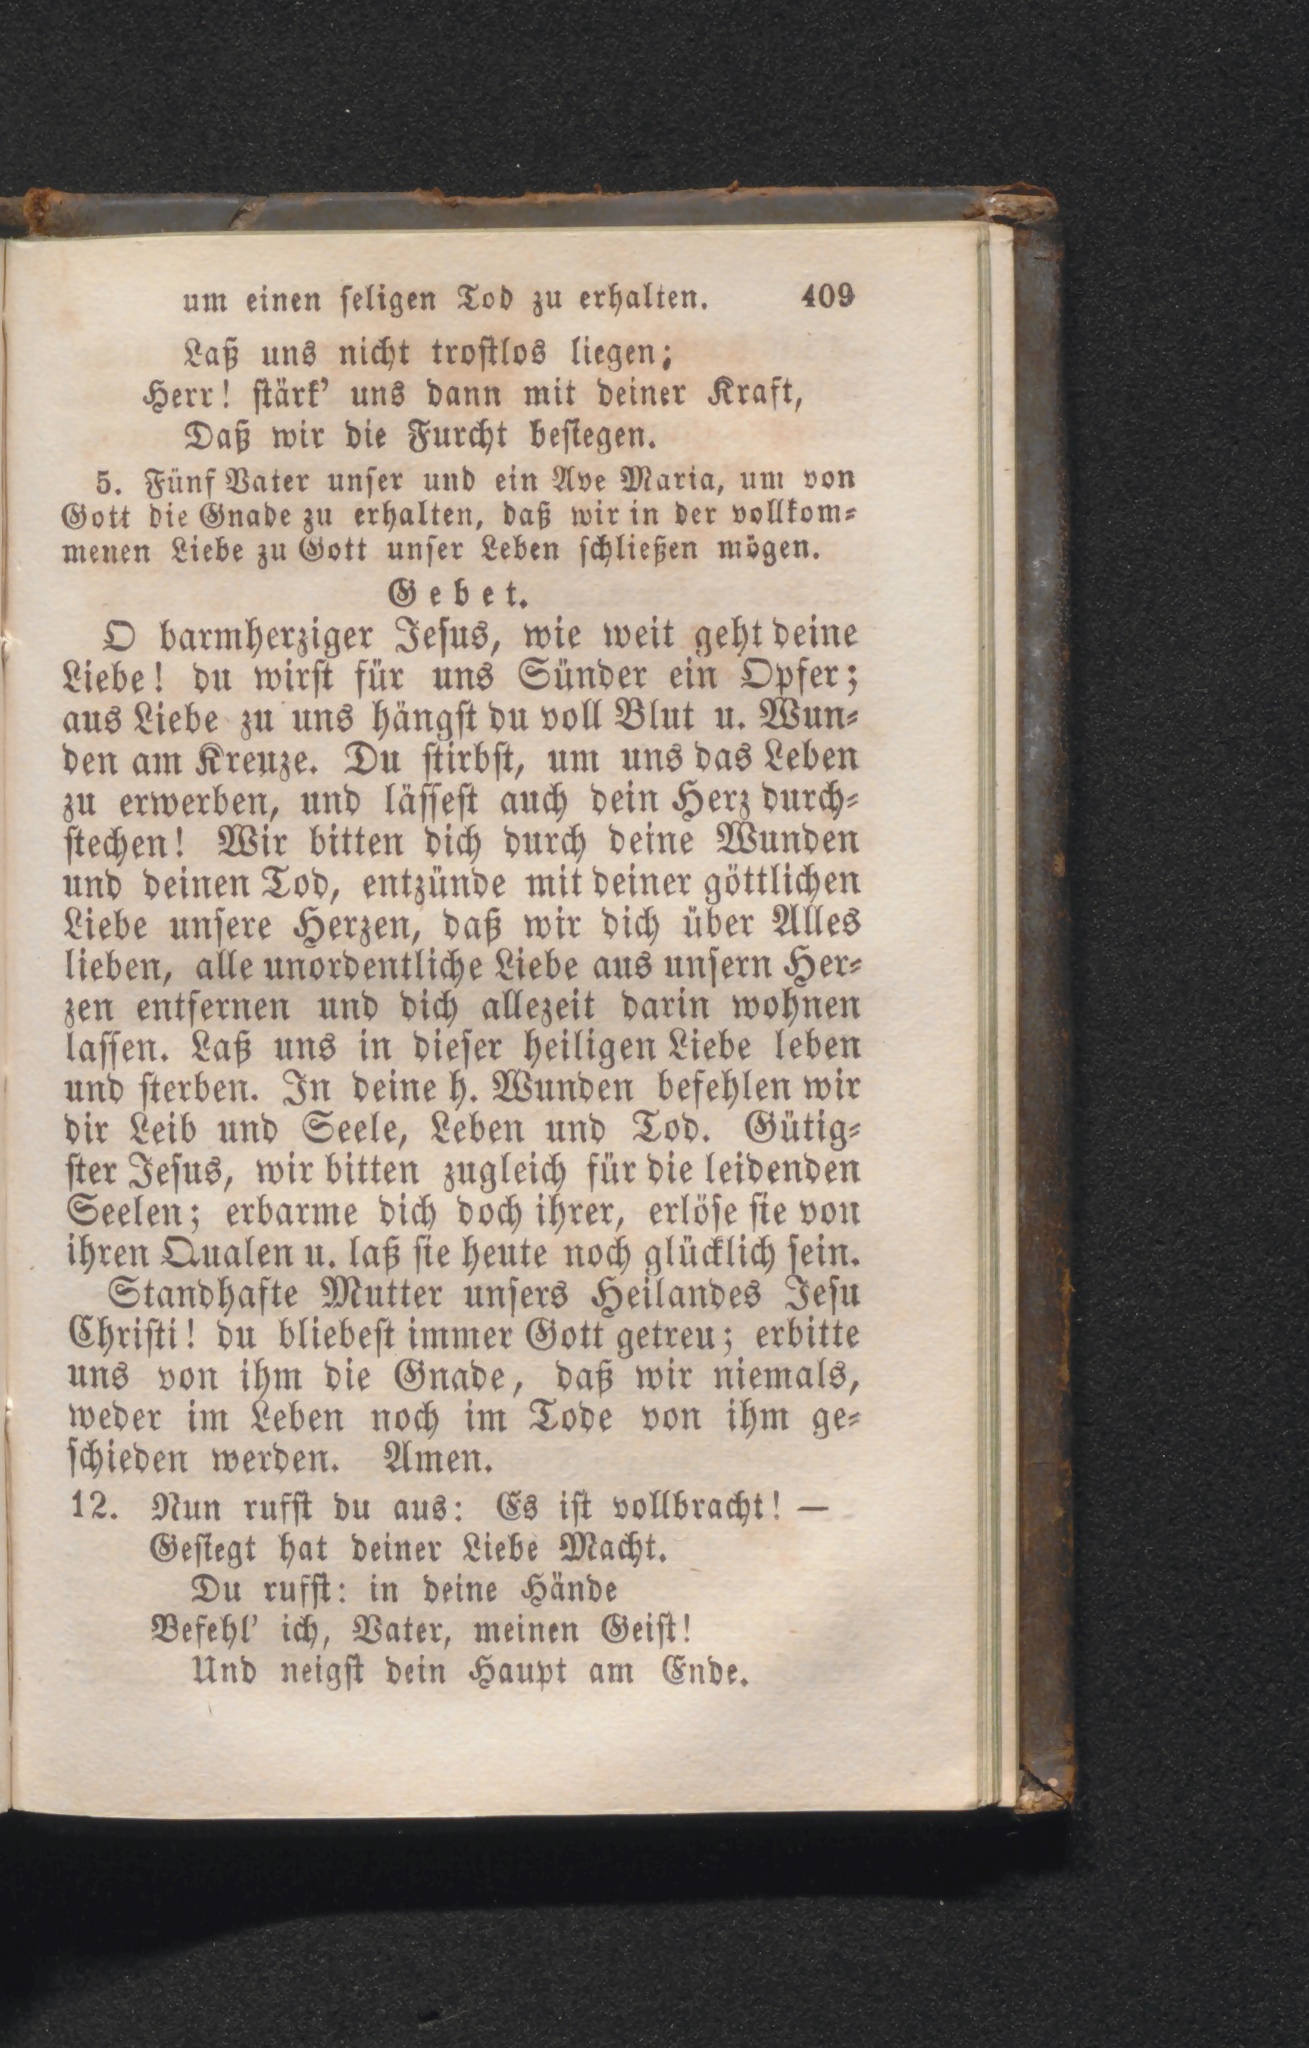 um einen seligen Tod zu erhalten. 409
Laß uns nicht trostlos liegen;
Herr! stärk' uns dann mit deiner Kraft,
Daß wir die Furcht besiegen.
5. Fünf Vater unser und ein Ave Maria, um von
Gott die Gnade zu erhalten, daß wir in der vollkom-
menen Liebe zu Gott unser Leben schließen mögen.
Gebet.
O barmherziger Jesus, wie weit geht deine
Liebe! du wirst für uns Sünder ein Opfer;
aus Liebe zu uns hängst du voll Blut u. Wun-
den am Kreuze. Du stirbst, um uns das Leben
zu erwerben, und lässest auch dein Herz durch-
stechen! Wir bitten dich durch deine Wunden
und deinen Tod, entzünde mit deiner göttlichen
Liebe unsere Herzen, daß wir dich über Alles
lieben, alle unordentliche Liebe aus unsern Her-
zen entfernen und dich allezeit darin wohnen
lassen. Laß uns in dieser heiligen Liebe leben
und sterben. In deine h. Wunden befehlen wir
dir Leib und Seele, Leben und Tod. Gütig-
ster Jesus, wir bitten zugleich für die leidenden
Seelen; erbarme dich doch ihrer, erlöse sie von
ihren Qualen u. laß sie heute noch glücklich sein.
Standhafte Mutter unsers Heilandes Jesu
Christi! du bliebest immer Gott getreu; erbitte
uns von ihm die Gnade, daß wir niemals,
weder im Leben noch im Tode von ihm ge-
schieden werden. Amen.
12. Nun rufst du aus: Es ist vollbracht! —
Gesiegt hat deiner Liebe Macht.
Du rufst: in deine Hände
Befehl' ich, Vater, meinen Geist!
Und neigst dein Haupt am Ende.